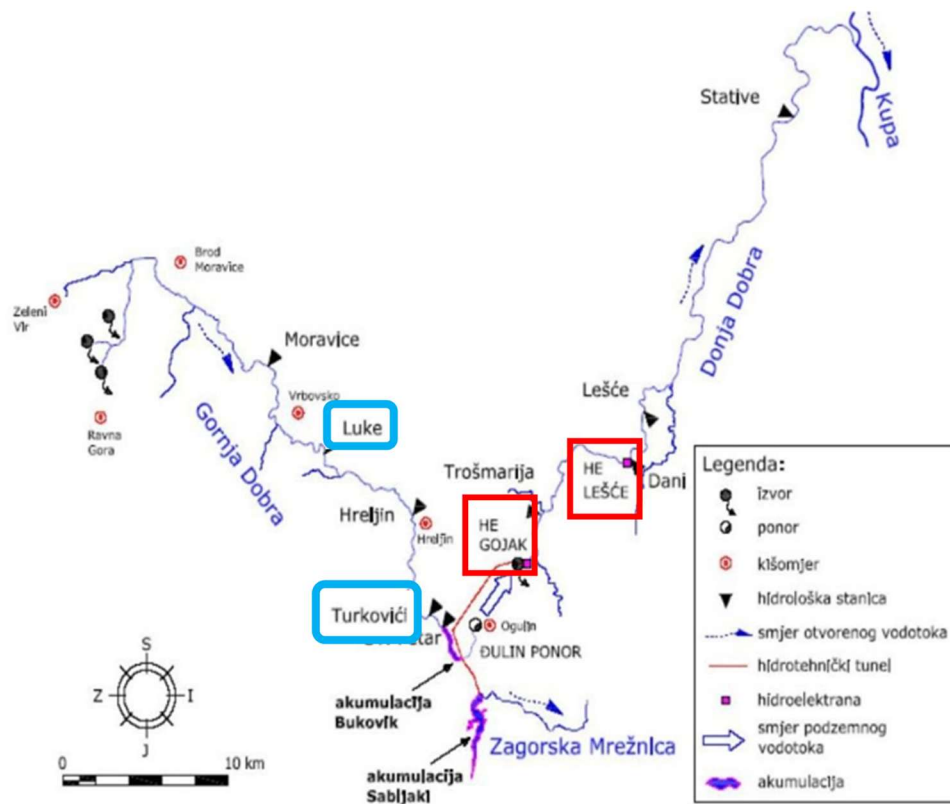 Stative
Kupa
Brod
Moravice
Zeleni
Vir
Moravice
Donja Dobra
Vrbovsko
Luke
Ravna
Gora
Gornja Dobra
Lešće
Trošmarija
HE
LEŠĆE
Dani
Hreljin
Hreljin
HE
GOJAK
Turkovići
Ogulin
ĐULIN PONOR
akumulacija
Bukovik
Zagorska Mrežnica
akumulacija
Sabljaki
S
Z
I
J
0
10 km
Legenda:
izvor
ponor
kišomjer
hidrološka stanica
smjer otvorenog vodotoka
hidrotehnički tunel
hidroelektrana
smjer podzemnog
vodotoka
akumulacija